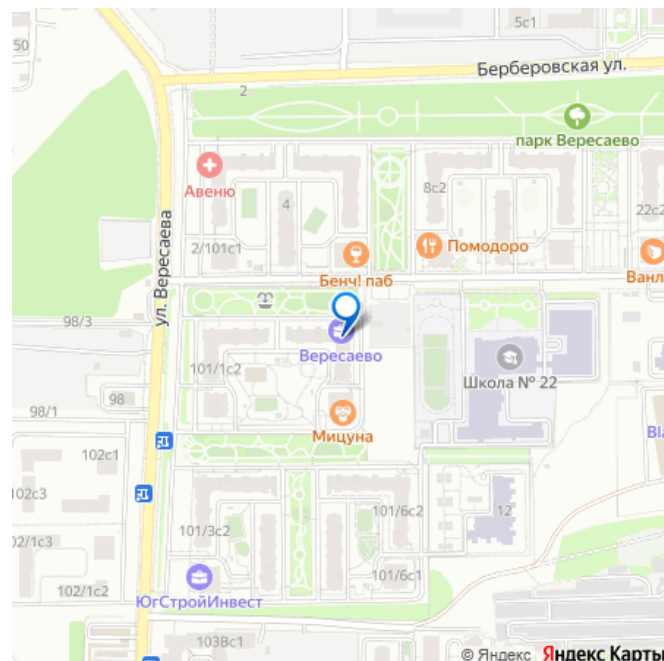 5с1
50
Берберовская ул.
2
парк Вересаево
Авеню
4
8с2
22с2
2/101с1
Помодоро
Бенч! паб
Ванл
ул. Вересаева
98/3
Вересаево
101/1с2
Школа № 22
98
98/1
Мицуна
Bla
102с1
102с3
101/3с2
101/6с2
12
02/1с3
102/1с2
101/6с1
ЮгСтройИнвест
103Вс1
© Яндекс Яндекс Карты